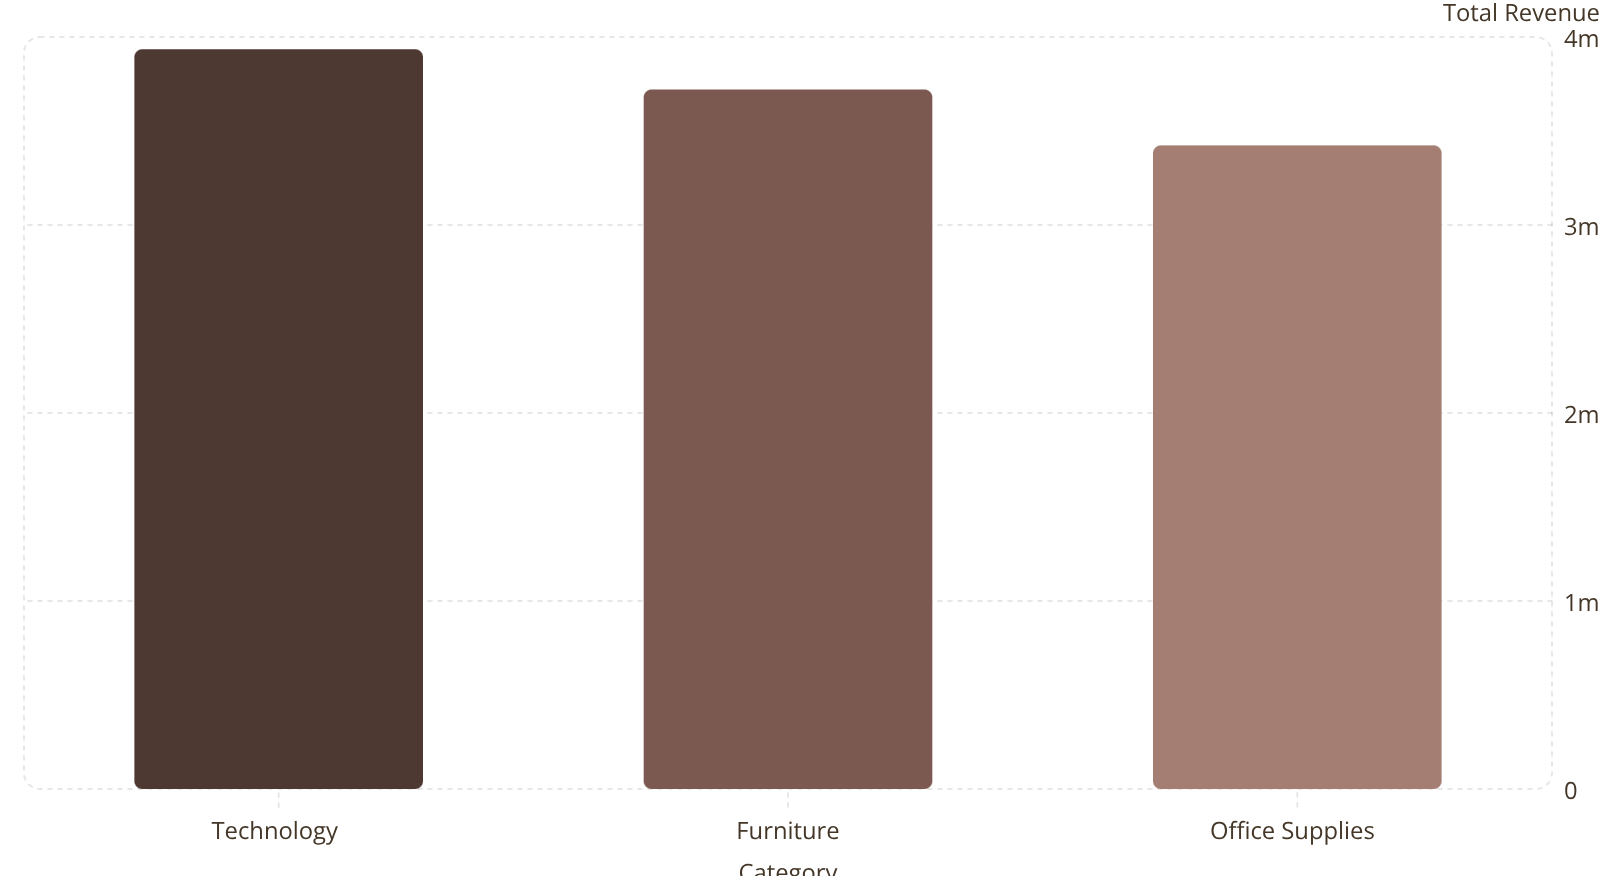 Total Revenue
4m
3m
2m
1m
0
Technology Furniture Office Supplies
Category